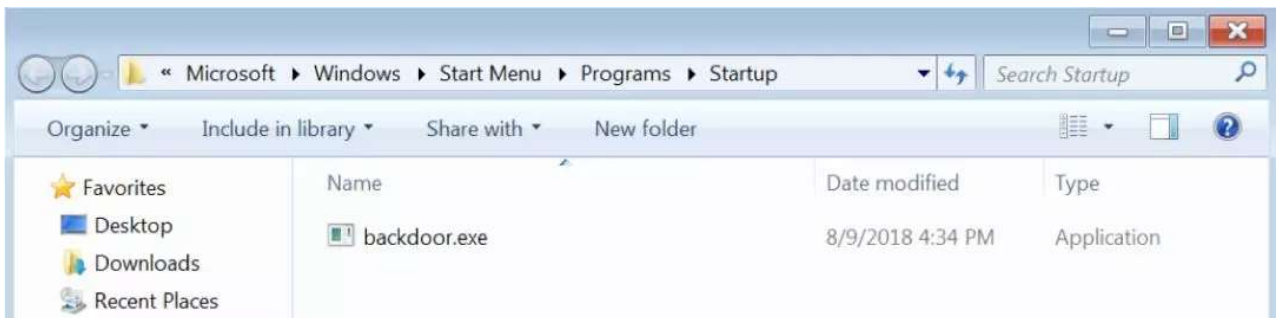 « Microsoft ▸ Windows ▸ Start Menu ▸ Programs ▸ Startup Search Startup
Organize Include in library Share with New folder
Favorites Name Date modified Type
Desktop backdoor.exe 8/9/2018 4:34 PM Application
Downloads
Recent Places